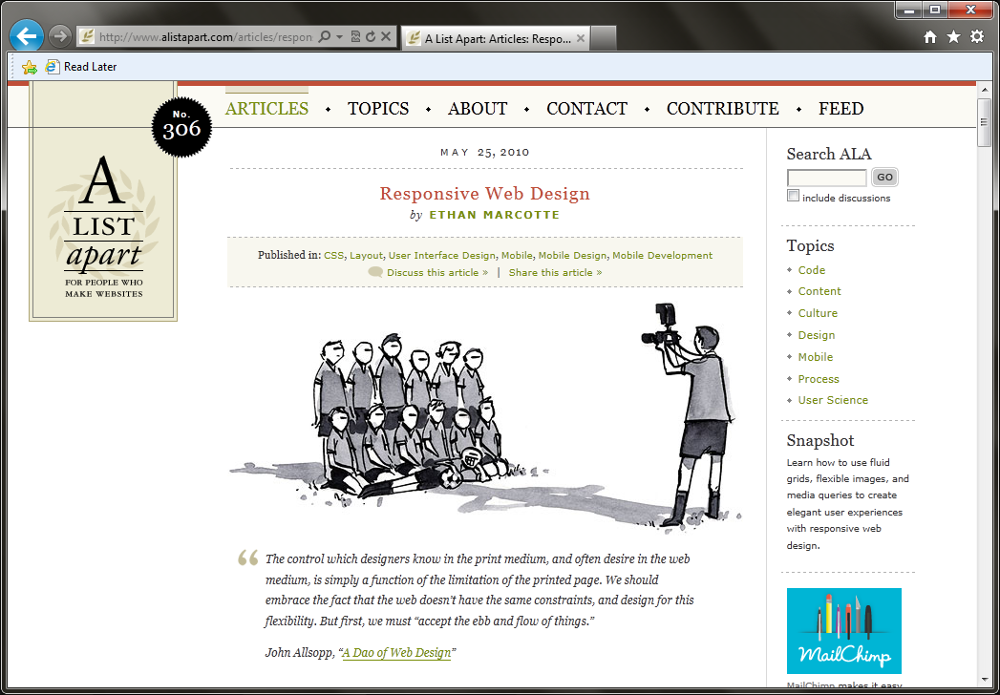 http://www.alistapart.com/articles/respon
A List Apart: Articles: Respo...
Read Later
No.
306
ARTICLES • TOPICS • ABOUT • CONTACT • CONTRIBUTE • FEED
A
LIST
apart
FOR PEOPLE WHO
MAKE WEBSITES
MAY 25, 2010
Responsive Web Design
by ETHAN MARCOTTE
Published in: CSS, Layout, User Interface Design, Mobile, Mobile Design, Mobile Development
Discuss this article » | Share this article »
“ The control which designers know in the print medium, and often desire in the web
medium, is simply a function of the limitation of the printed page. We should
embrace the fact that the web doesn’t have the same constraints, and design for this
flexibility. But first, we must “accept the ebb and flow of things.”
John Allsopp, “A Dao of Web Design”
Search ALA
GO
include discussions
Topics
Code
Content
Culture
Design
Mobile
Process
User Science
Snapshot
Learn how to use fluid
grids, flexible images, and
media queries to create
elegant user experiences
with responsive web
design.
MailChimp
MailChimp makes it easy